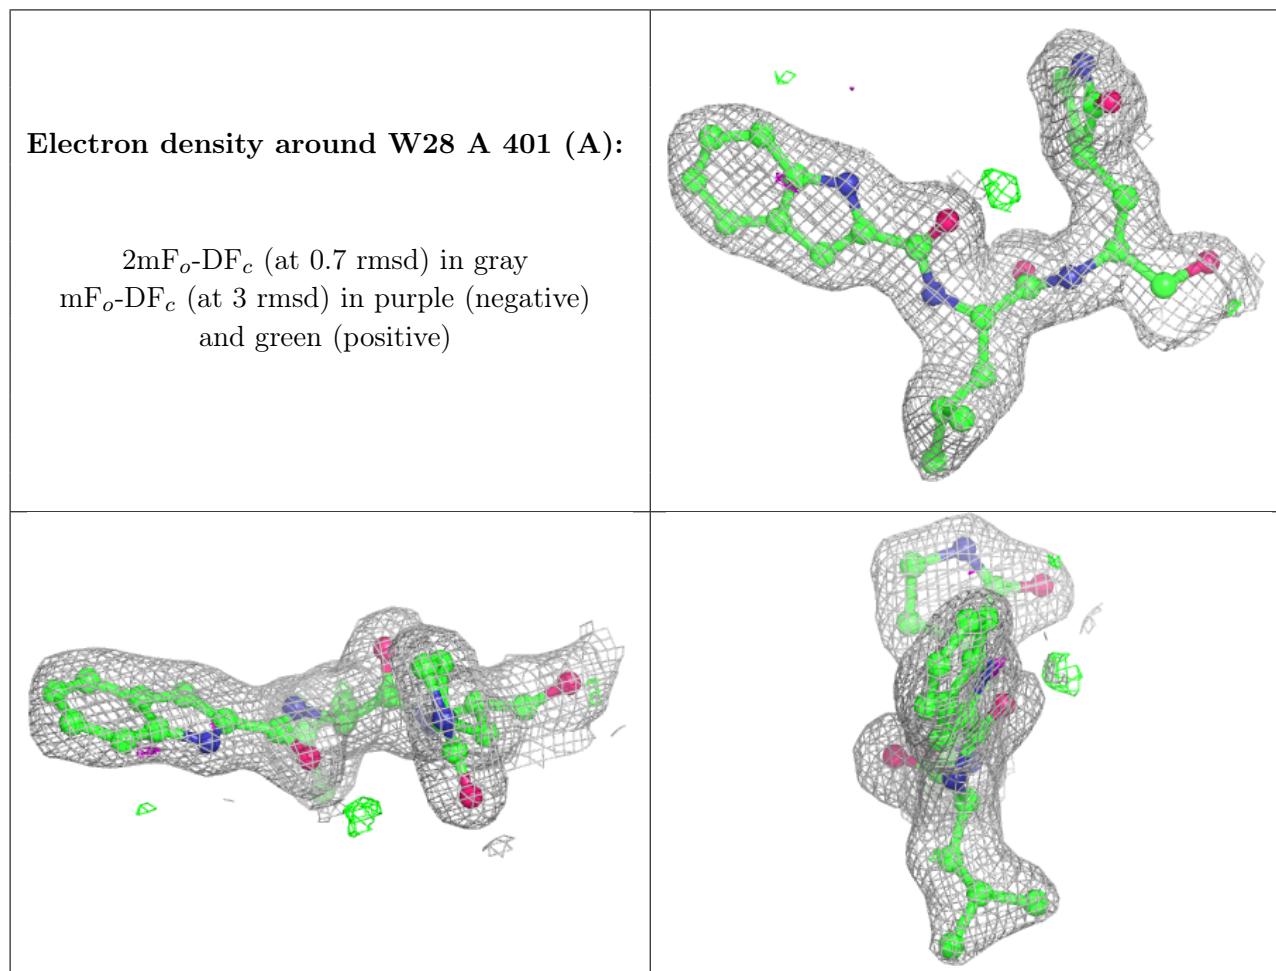 Electron density around W28 A 401 (A):
2mFo-DFc (at 0.7 rmsd) in gray
mFo-DFc (at 3 rmsd) in purple (negative)
and green (positive)